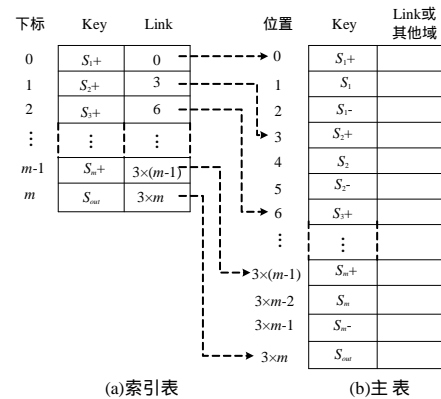 下标 Key Link
0 S₁+ 0
1 S₂+ 3
2 S₃+ 6
⋮ ⋮ ⋮
m-1 Sₘ+ 3×(m-1)
m Sout 3×m
(a)索引表
位置 Key Link或其他域
0 S₁+
1 S₁
2 S₁-
3 S₂+
4 S₂
5 S₂-
6 S₃+
⋮ ⋮
3×(m-1) Sₘ+
3×m-2 Sₘ
3×m-1 Sₘ-
3×m Sout
(b)主表